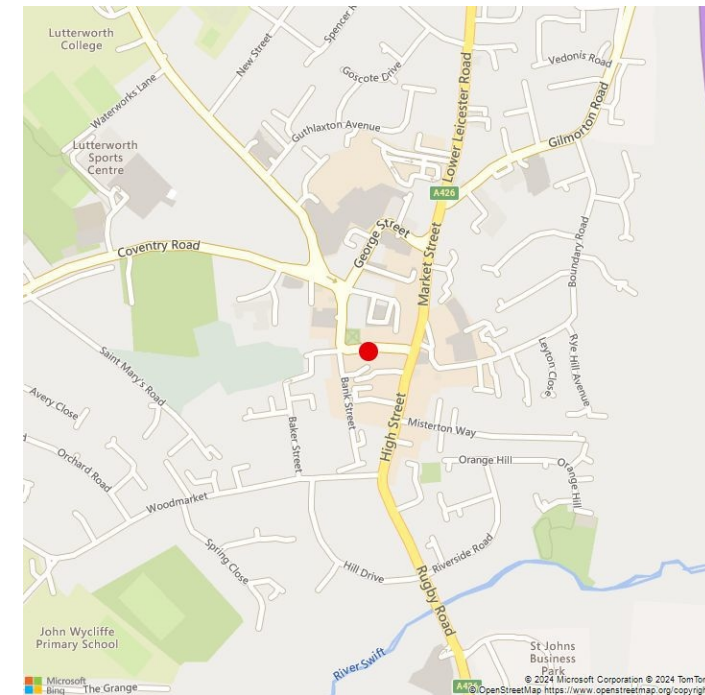 Lutterworth
College
Spencer R
New Street
Goscote Drive
Vedonis Road
Waterworks Lane
Lower Leicester Road
Guthlaxton Avenue
Gilmorton Road
Lutterworth
Sports
Centre
A426
George Street
Coventry Road
Market Street
Boundary Road
Saint Mary's Road
Leyton Close
Rye Hill Avenue
Bank Street
Avery Close
High Street
Baker Street
Misterton Way
Orchard Road
Orange Hill
Orange Hill
Woodmarket
Spring Close
Riverside Road
Hill Drive
Rugby Road
John Wycliffe
Primary School
River Swift
St Johns
Business
Park
Microsoft
Bing
The Grange
A426
© 2024 Microsoft Corporation © 2024 TomTom
© OpenStreetMap https://www.openstreetmap.org/copyrigh